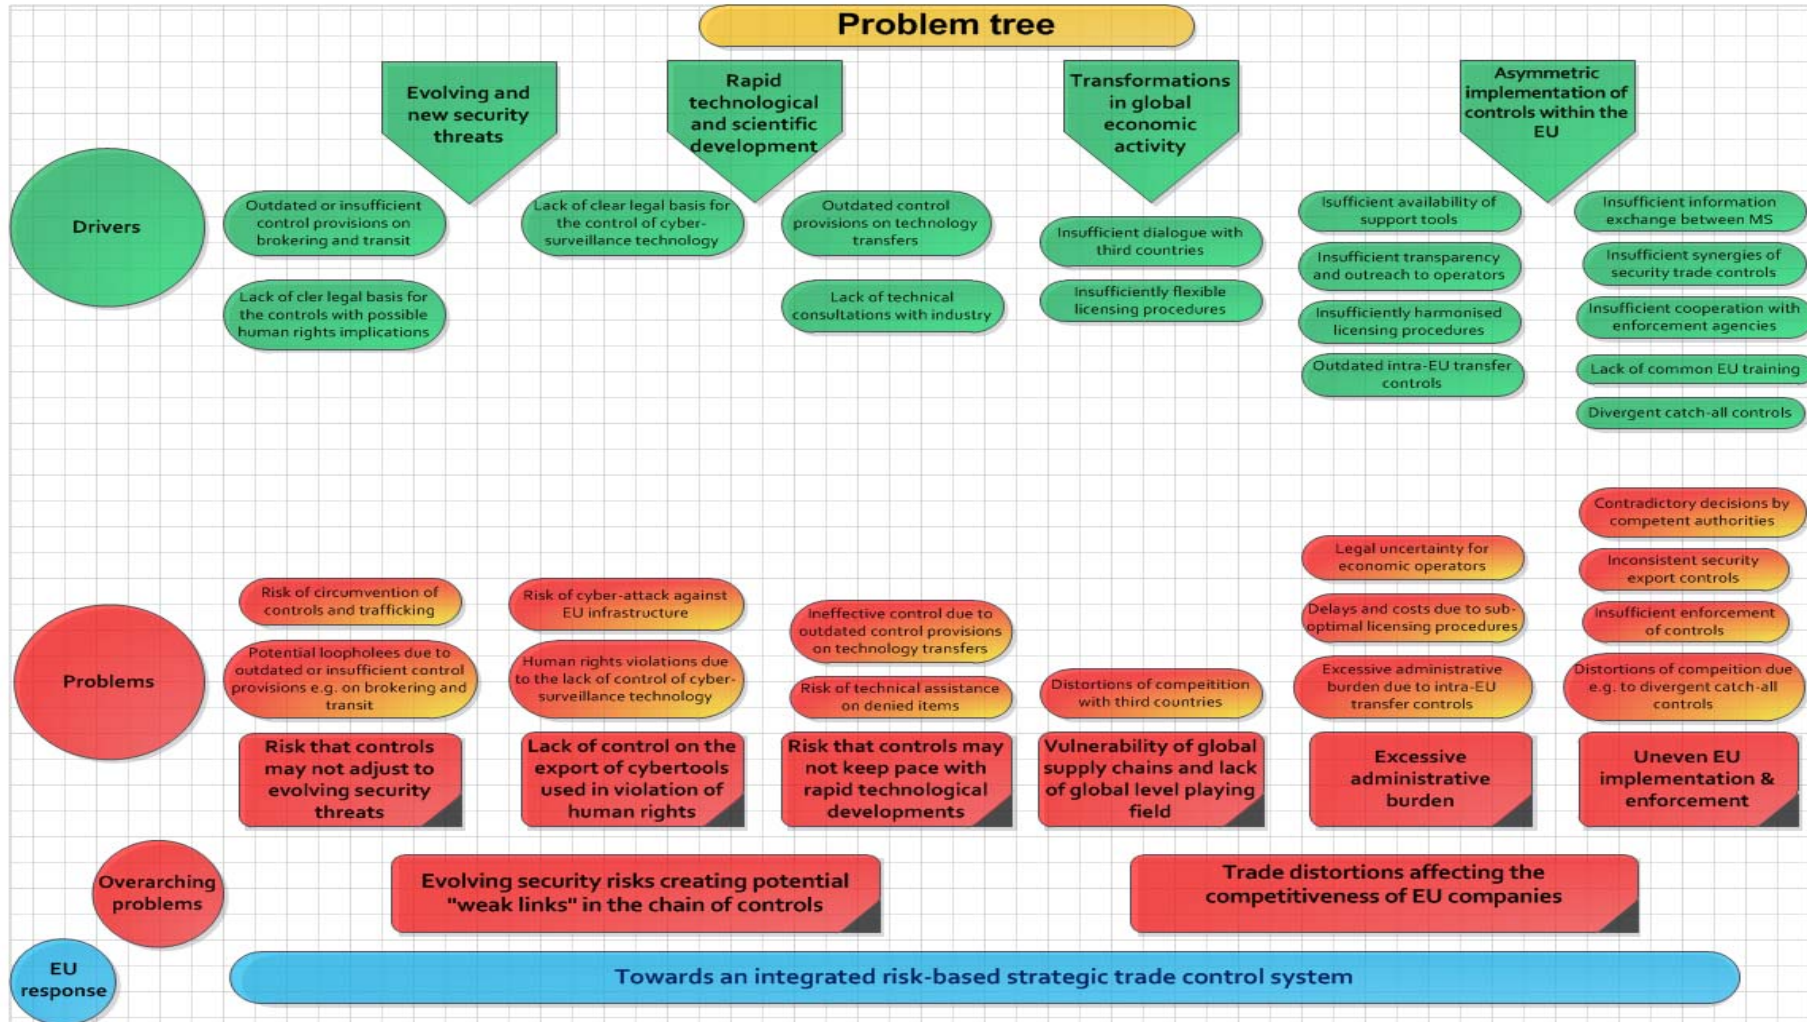 Problem tree
Evolving and
new security
threats
Rapid
technological
and scientific
development
Transformations
in global
economic
activity
Asymmetric
implementation of
controls within the
EU
Drivers
Outdated or insufficient
control provisions on
brokering and transit
Lack of cler legal basis for
the controls with possible
human rights implications
Lack of clear legal basis for
the control of cyber-
surveillance technology
Outdated control
provisions on technology
transfers
Lack of technical
consultations with industry
Insufficient dialogue with
third countries
Insufficiently flexible
licensing procedures
Isufficient availability of
support tools
Insufficient transparency
and outreach to operators
Insufficiently harmonised
licensing procedures
Outdated intra-EU transfer
controls
Insufficient information
exchange between MS
Insufficient synergies of
security trade controls
Insufficient cooperation with
enforcement agencies
Lack of common EU training
Divergent catch-all controls
Problems
Risk of circumvention of
controls and trafficking
Potential loopholees due to
outdated or insufficient control
provisions e.g. on brokering and
transit
Risk that controls
may not adjust to
evolving security
threats
Risk of cyber-attack against
EU infrastructure
Human rights violations due
to the lack of control of cyber-
surveillance technology
Lack of control on the
export of cybertools
used in violation of
human rights
Ineffective control due to
outdated control provisions
on technology transfers
Risk of technical assistance
on denied items
Risk that controls may
not keep pace with
rapid technological
developments
Distortions of compeitition
with third countries
Vulnerability of global
supply chains and lack
of global level playing
field
Legal uncertainty for
economic operators
Delays and costs due to sub-
optimal licensing procedures
Excessive administrative
burden due to intra-EU
transfer controls
Excessive
administrative
burden
Contradictory decisions by
competent authorities
Inconsistent security
export controls
Insufficient enforcement
of controls
Distortions of compeition due
e.g. to divergent catch-all
controls
Uneven EU
implementation &
enforcement
Overarching
problems
Evolving security risks creating potential
"weak links" in the chain of controls
Trade distortions affecting the
competitiveness of EU companies
EU
response
Towards an integrated risk-based strategic trade control system